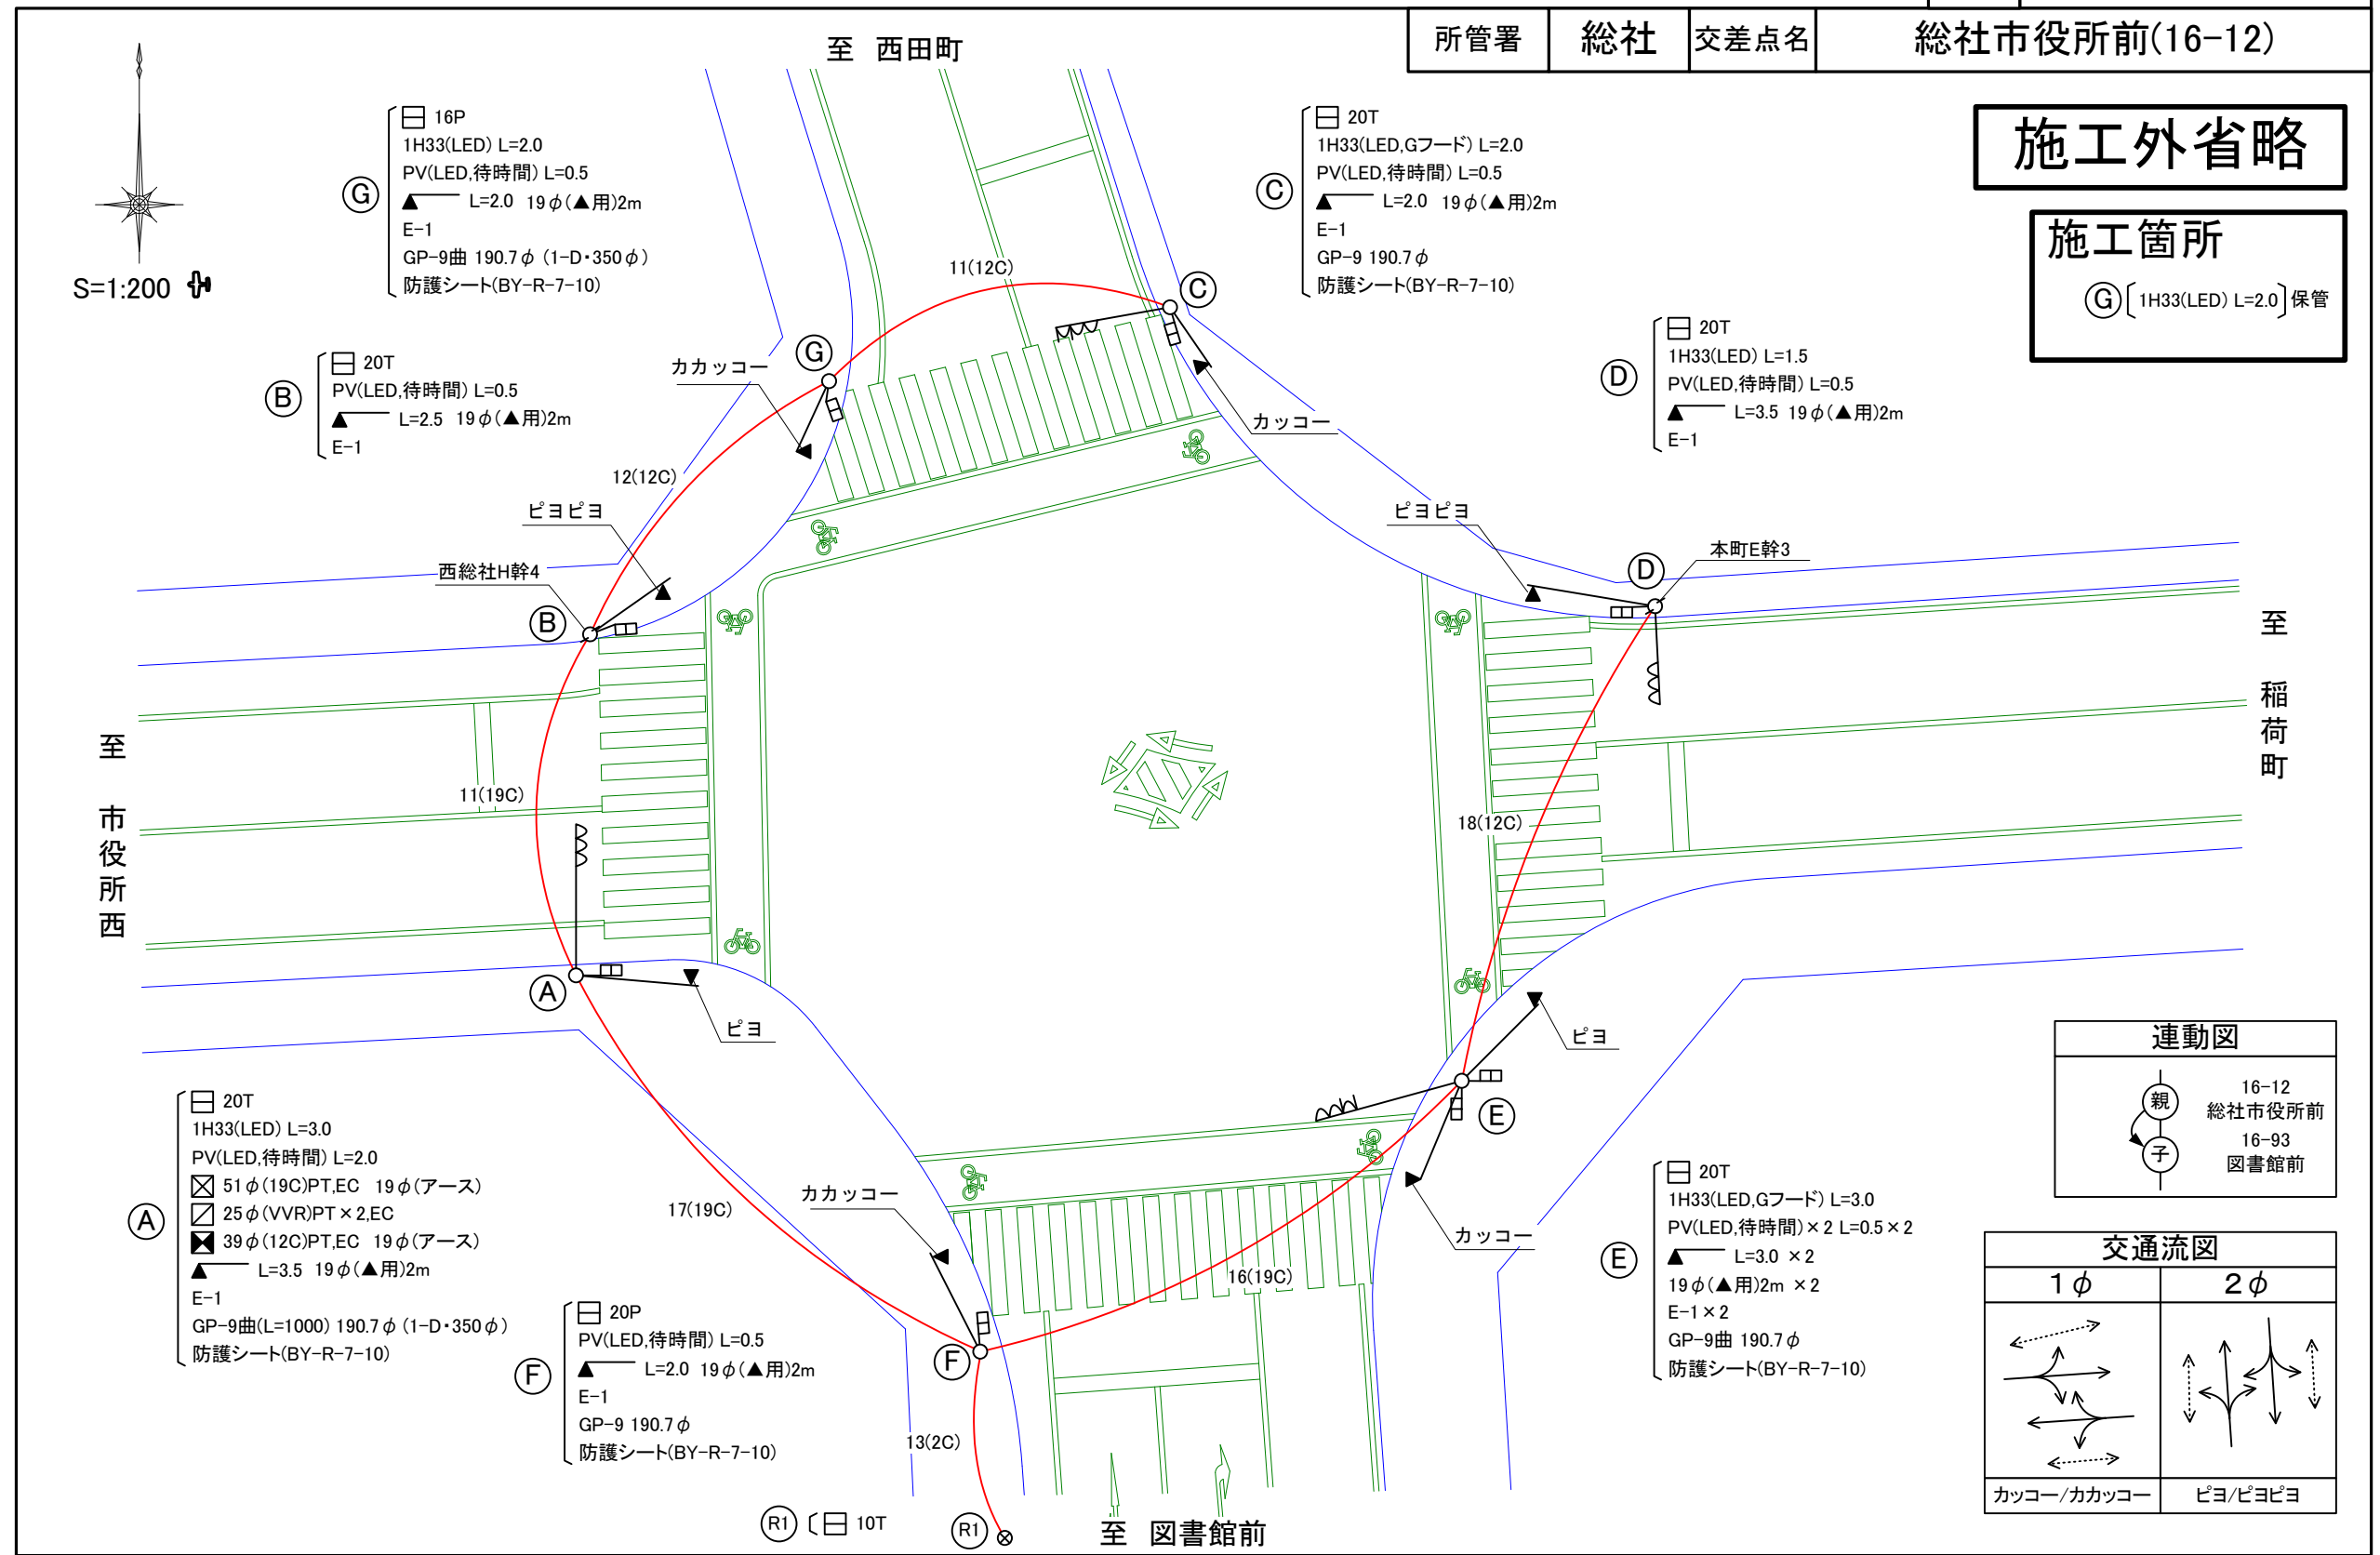 所管署 総社 交差点名 総社市役所前(16-12)
至 西田町
S=1:200
施工外省略
施工箇所
G 1H33(LED) L=2.0 保管
G
16P
1H33(LED) L=2.0
PV(LED,待時間) L=0.5
L=2.0 19φ(▲用)2m
E-1
GP-9曲 190.7φ (1-D・350φ)
防護シート(BY-R-7-10)
C
20T
1H33(LED,Gフード) L=2.0
PV(LED,待時間) L=0.5
L=2.0 19φ(▲用)2m
E-1
GP-9 190.7φ
防護シート(BY-R-7-10)
B
20T
PV(LED,待時間) L=0.5
L=2.5 19φ(▲用)2m
E-1
D
20T
1H33(LED) L=1.5
PV(LED,待時間) L=0.5
L=3.5 19φ(▲用)2m
E-1
11(12C)
C
G
カカッコー
カッコー
12(12C)
ピヨピヨ
ピヨピヨ
西総社H幹4
本町E幹3
B
D
至 稲荷町
至 市役所西
11(19C)
18(12C)
A
ピヨ
ピヨ
E
A
20T
1H33(LED) L=3.0
PV(LED,待時間) L=2.0
51φ(19C)PT,EC 19φ(アース)
25φ(VVR)PT×2,EC
39φ(12C)PT,EC 19φ(アース)
L=3.5 19φ(▲用)2m
E-1
GP-9曲(L=1000) 190.7φ (1-D・350φ)
防護シート(BY-R-7-10)
17(19C)
カカッコー
カッコー
16(19C)
F
F
20P
PV(LED,待時間) L=0.5
L=2.0 19φ(▲用)2m
E-1
GP-9 190.7φ
防護シート(BY-R-7-10)
E
20T
1H33(LED,Gフード) L=3.0
PV(LED,待時間)×2 L=0.5×2
L=3.0 ×2
19φ(▲用)2m ×2
E-1×2
GP-9曲 190.7φ
防護シート(BY-R-7-10)
13(2C)
R1 10T
R1
至 図書館前
連動図
親
16-12
総社市役所前
子
16-93
図書館前
交通流図
1φ 2φ
カッコー/カカッコー ピヨ/ピヨピヨ